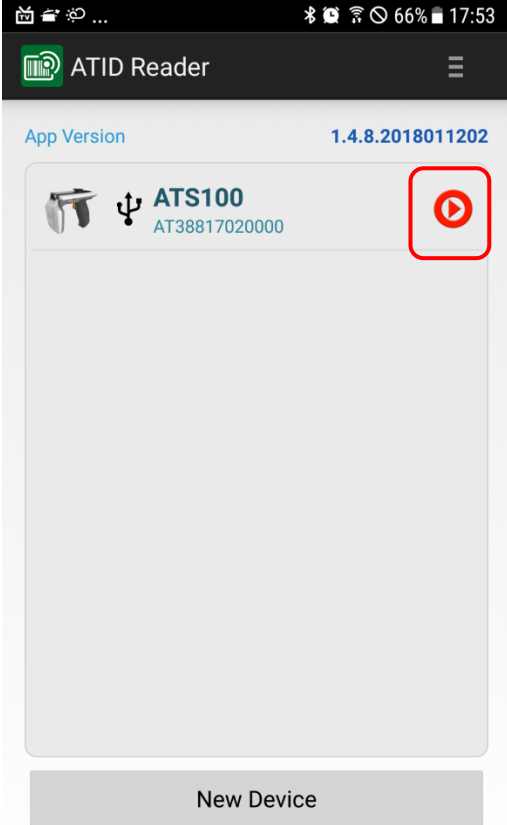 ... 66% 17:53
ATID Reader
App Version 1.4.8.2018011202
ATS100
AT38817020000
New Device